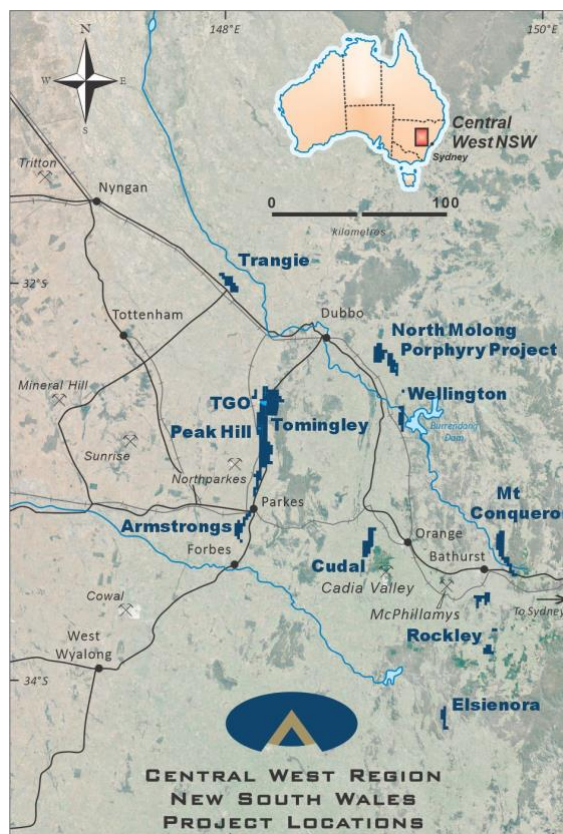 148°E
150°E
N
W
E
S
Central
West NSW
Sydney
0
100
kilometres
Tritton
Nyngan
Trangie
32°S
Tottenham
Dubbo
North Molong
Porphyry Project
Mineral Hill
TGO
Tomingley
Wellington
Peak Hill
Burrendong
Dam
Sunrise
Northparkes
Parkes
Mt
Conqueror
Armstrongs
Orange
Forbes
Cudal
Bathurst
Cadia Valley
Cowal
McPhillamys
To Sydney
West
Wyalong
Rockley
34°S
Elsienora
Central West Region
New South Wales
Project Locations